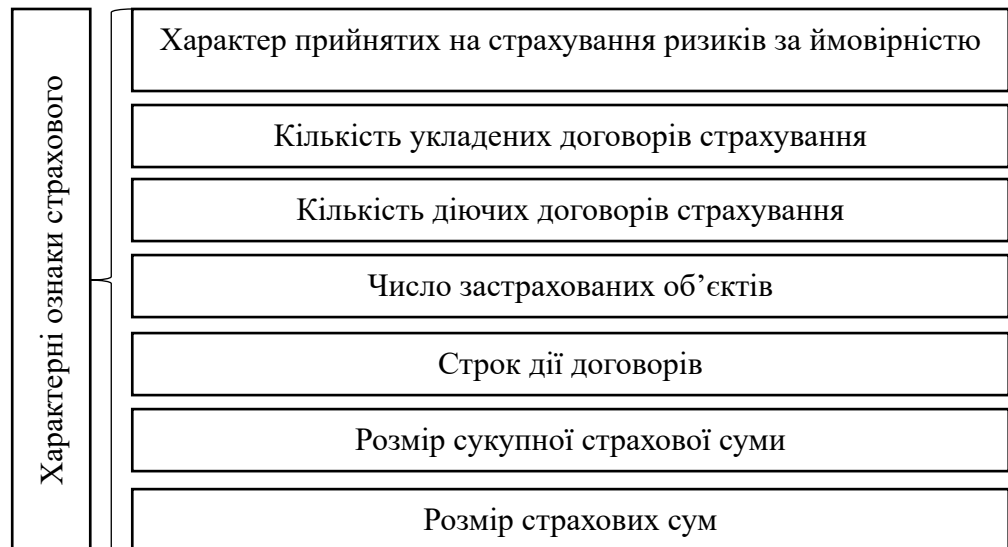 Характерні ознаки страхового
Характер прийнятих на страхування ризиків за ймовірністю
Кількість укладених договорів страхування
Кількість діючих договорів страхування
Число застрахованих об’єктів
Строк дії договорів
Розмір сукупної страхової суми
Розмір страхових сум